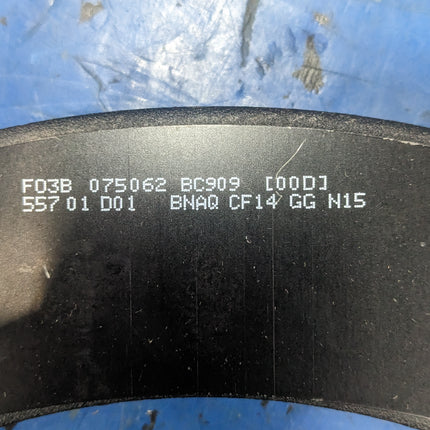 F03B 075062 BC909 [00D]
557 01 D01 BNAQ CF14 GG N15